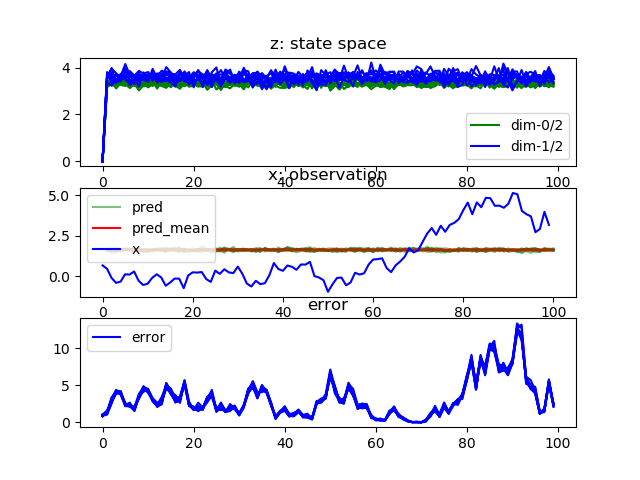 z: state space
4
2
0
dim-0/2
dim-1/2
0 20 40 60 80 100
x: observation
5.0
2.5
0.0
pred
pred_mean
x
0 20 40 60 80 100
error
10
5
0
error
0 20 40 60 80 100